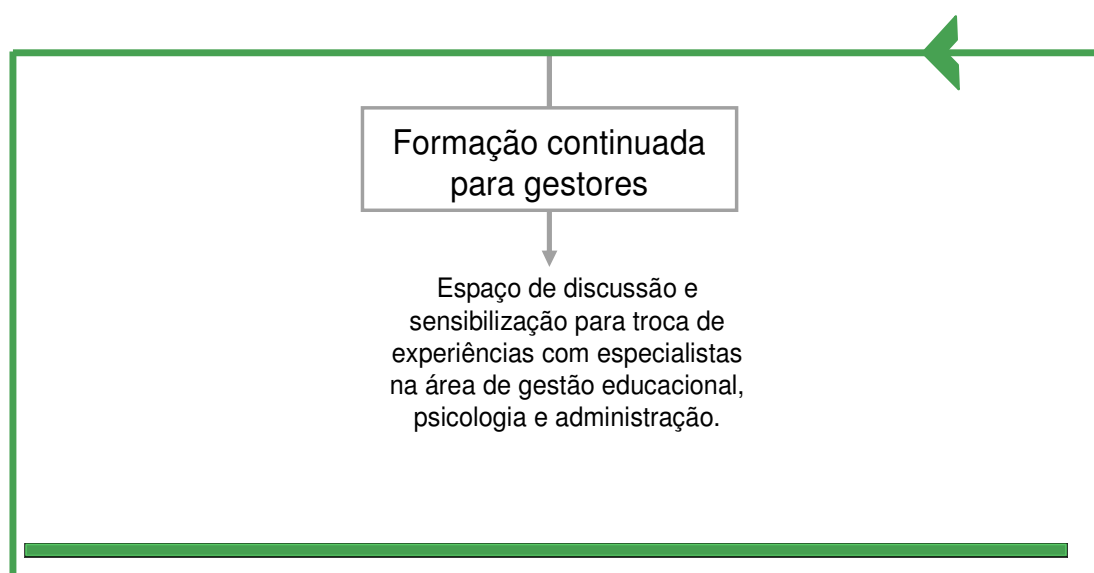 Formação continuada
para gestores
Espaço de discussão e
sensibilização para troca de
experiências com especialistas
na área de gestão educacional,
psicologia e administração.